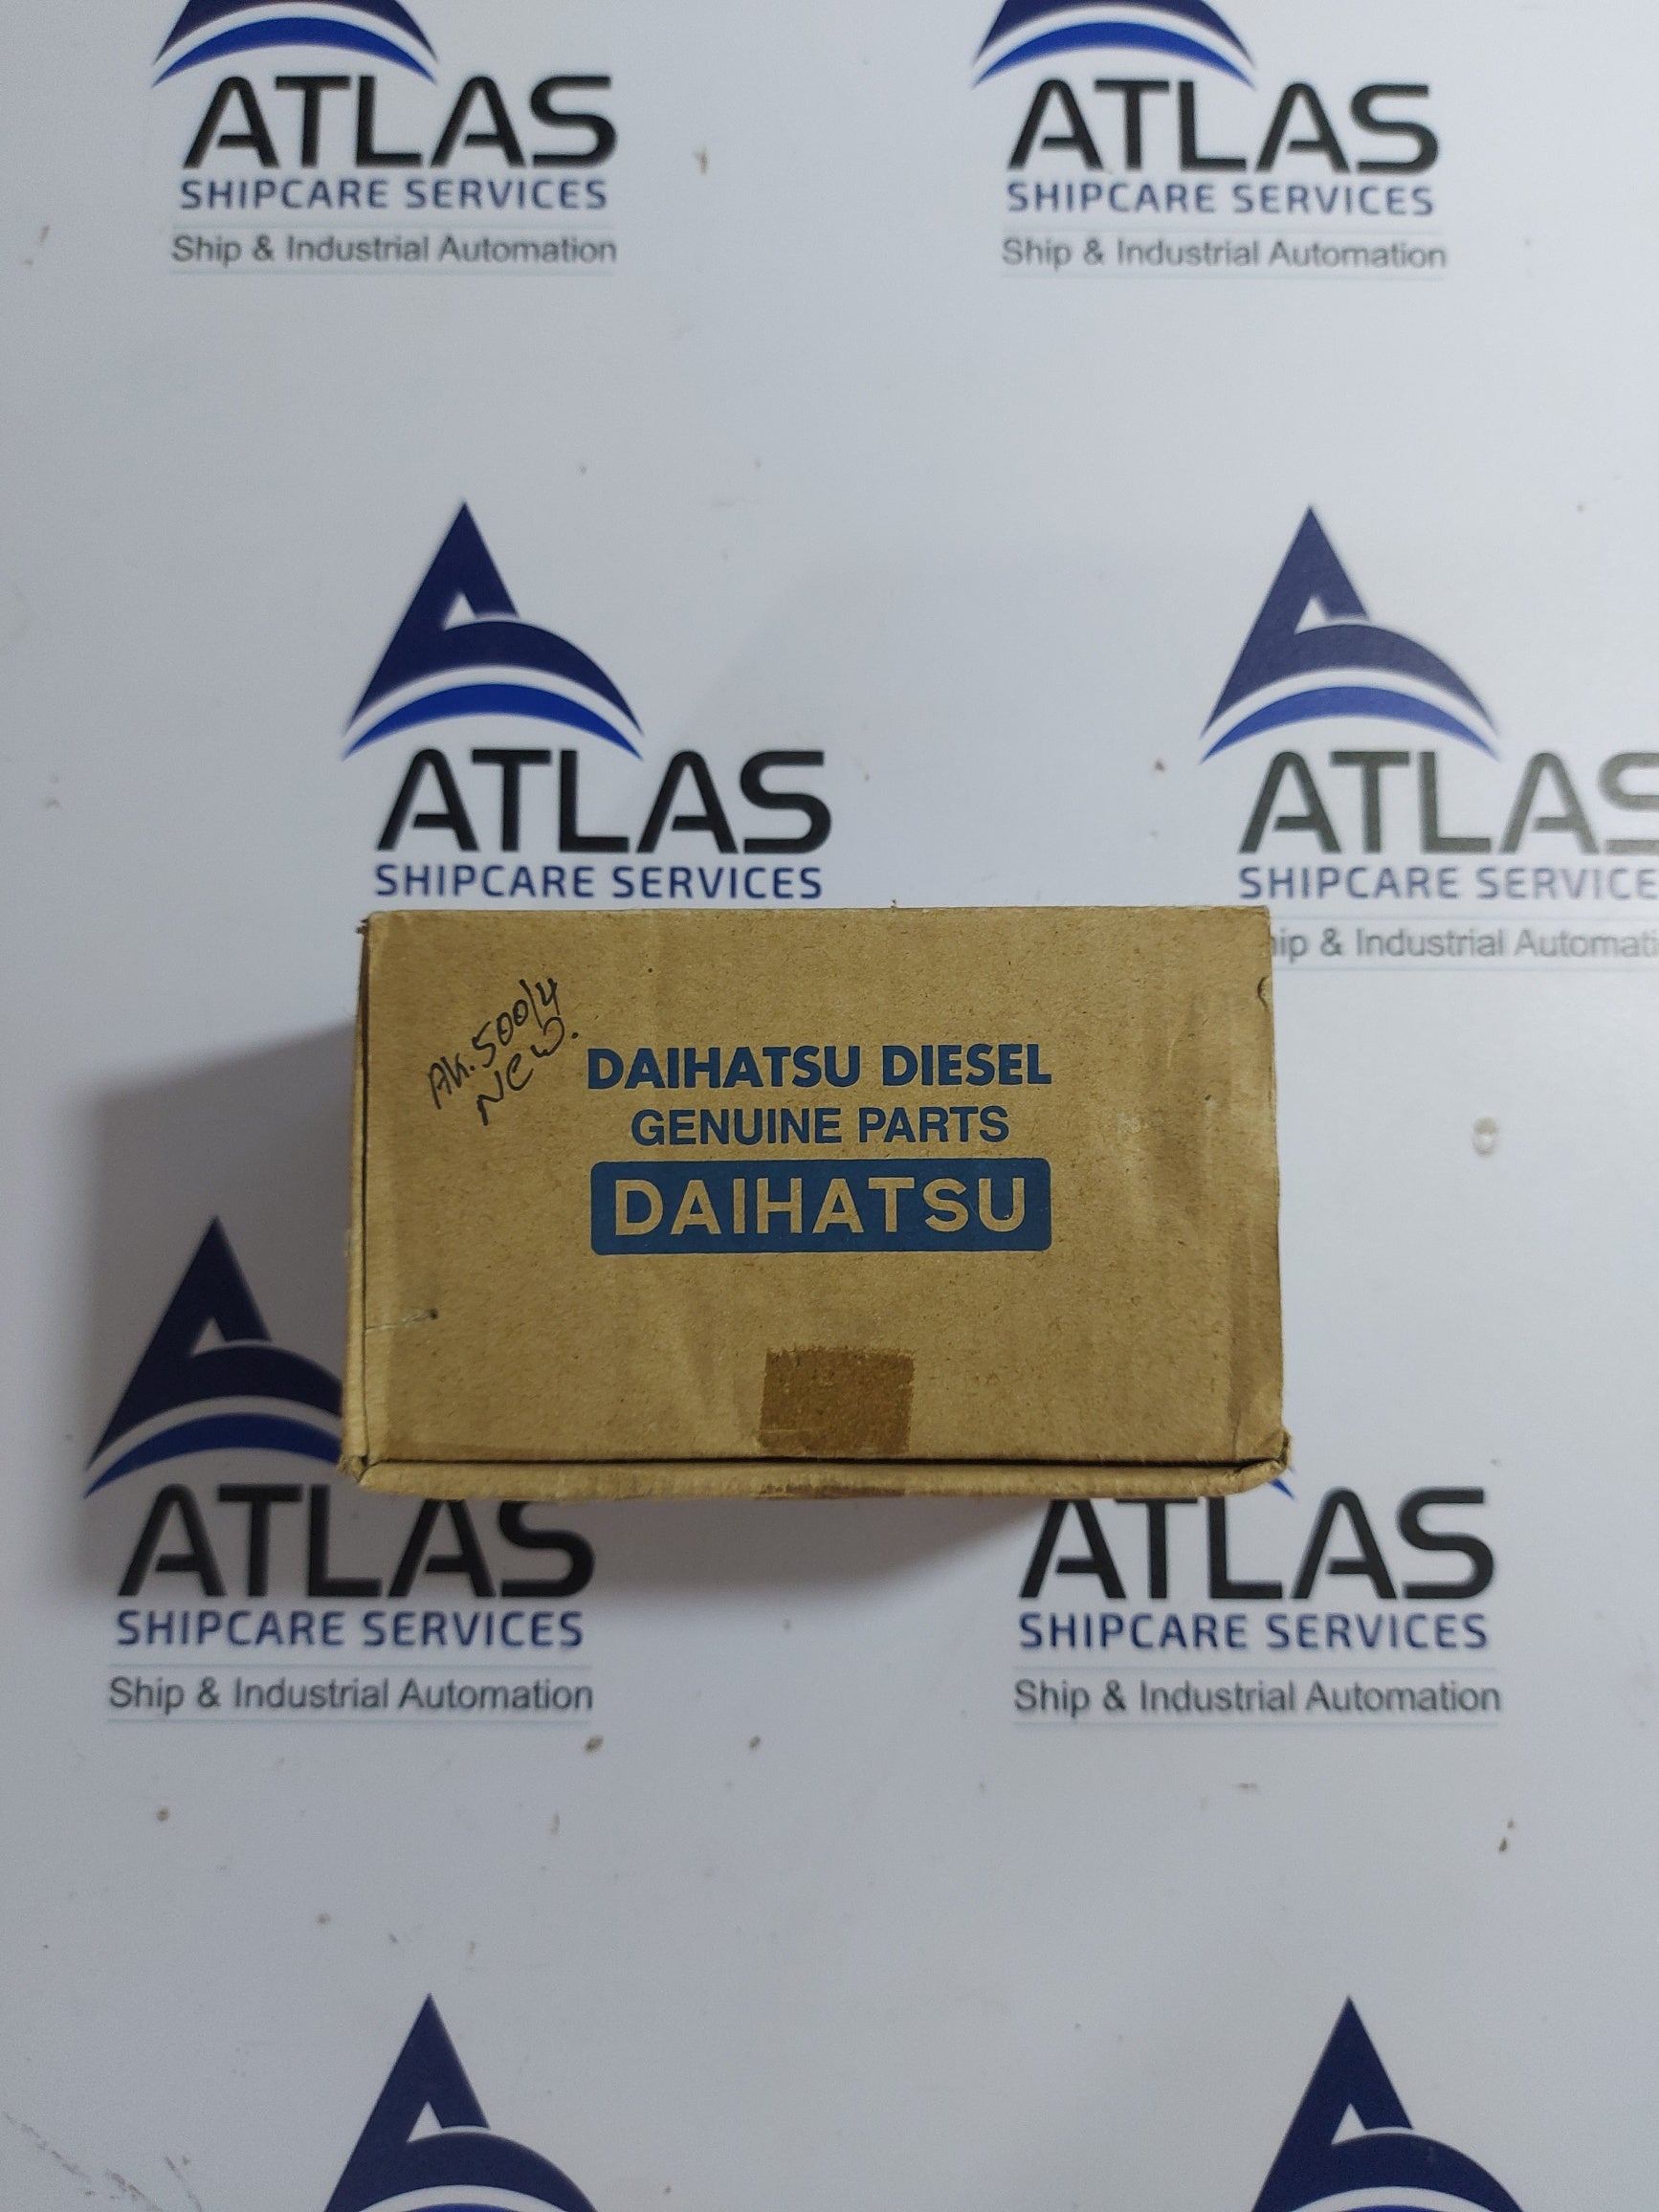 ATLAS
SHIPCARE SERVICES
Ship & Industrial Automation
ATLAS
SHIPCARE SERVICES
Ship & Industrial Automation
ATLAS
SHIPCARE SERVICES
ATLAS
SHIPCARE SERVICE
ip & Industrial Automati
500/4
NEW.
DAIHATSU DIESEL
GENUINE PARTS
DAIHATSU
ATLAS
SHIPCARE SERVICES
Ship & Industrial Automation
ATLAS
SHIPCARE SERVICES
Ship & Industrial Automation